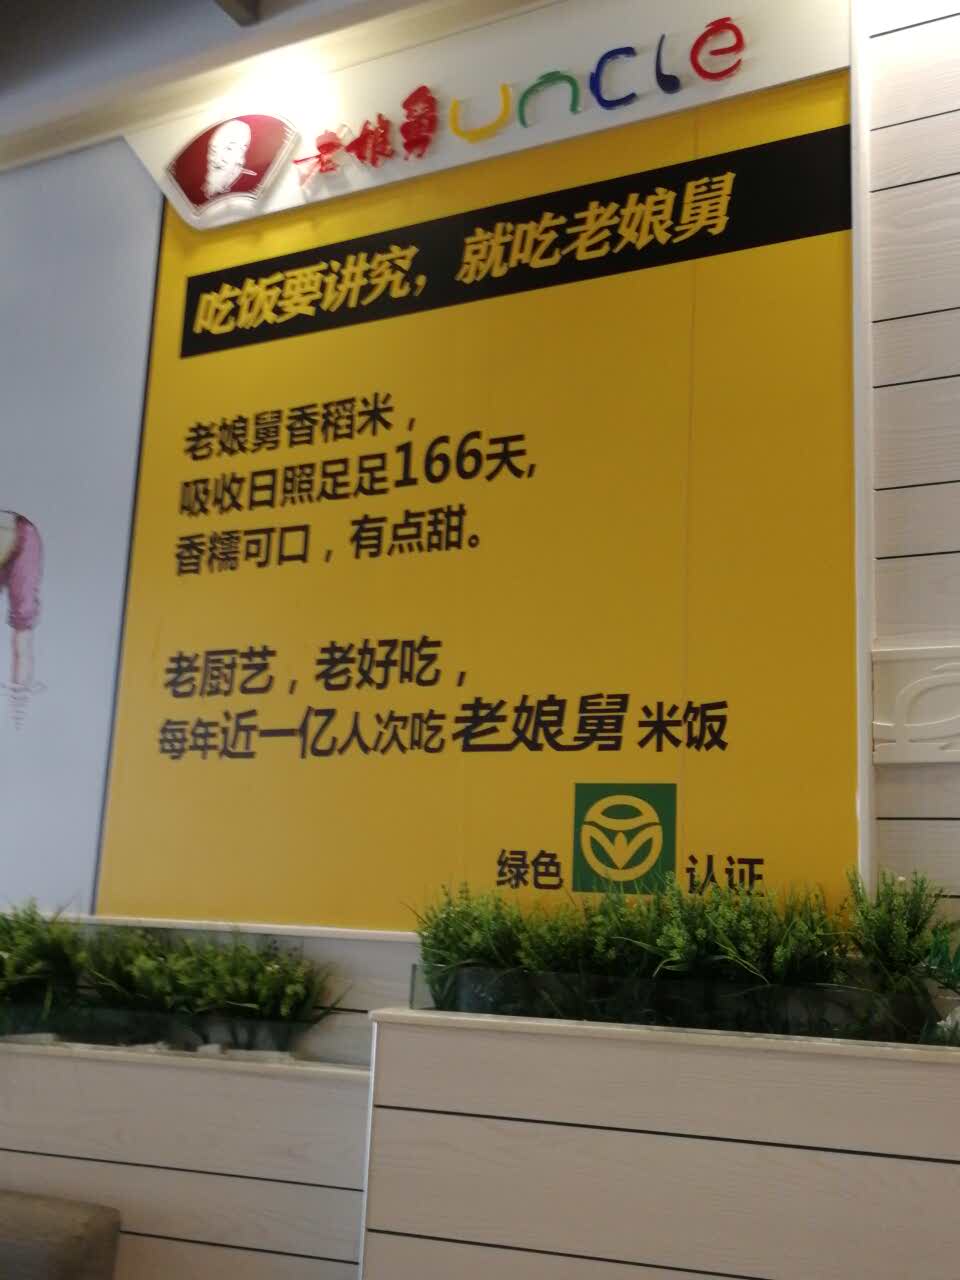 老娘舅uncle
吃饭要讲究，就吃老娘舅
老娘舅香稻米，
吸收日照足足166天，
香糯可口，有点甜。
老厨艺，老好吃，
每年近一亿人次吃老娘舅米饭
绿色 认证